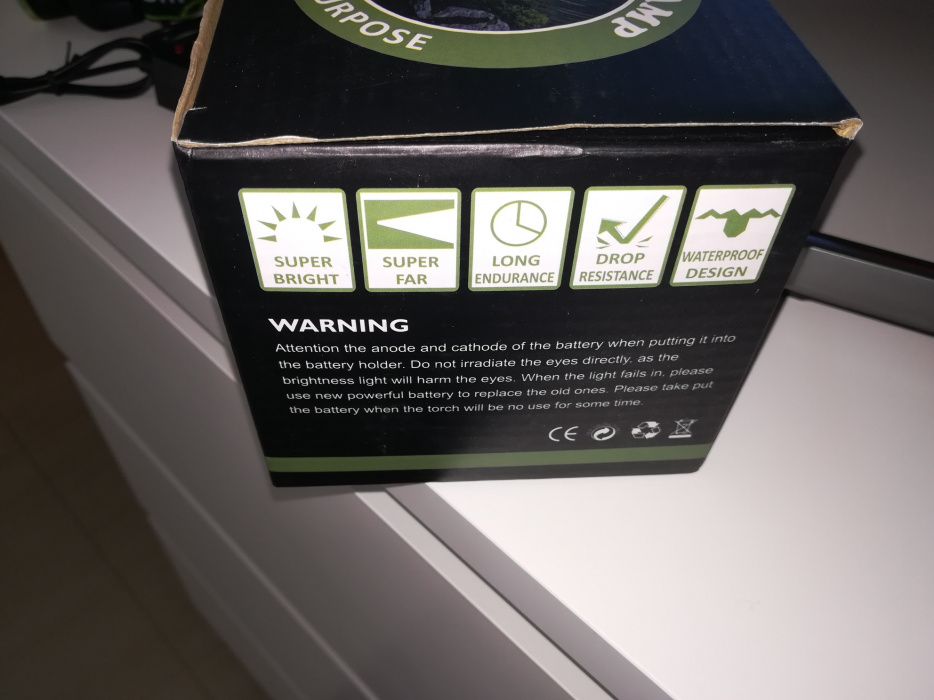 URPOSE
AMP
SUPER
BRIGHT
SUPER
FAR
LONG
ENDURANCE
DROP
RESISTANCE
WATERPROOF
DESIGN
WARNING
Attention the anode and cathode of the battery when putting it into
the battery holder. Do not irradiate the eyes directly, as the
brightness light will harm the eyes. When the light fails in, please
use new powerful battery to replace the old ones. Please take put
the battery when the torch will be no use for some time.
CE